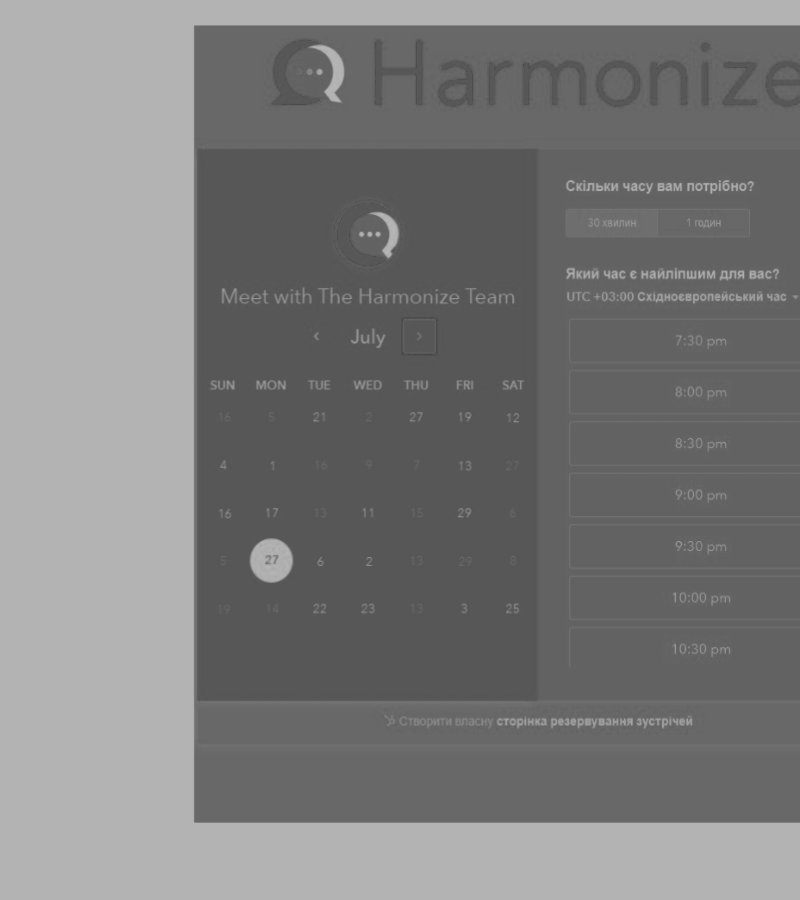 Harmonize
Meet with The Harmonize Team
July
SUN MON TUE WED THU FRI SAT
16 5 21 2 27 19 12
4 1 16 9 7 13 27
16 17 13 11 15 29 6
5 27 6 2 13 29 8
19 14 22 23 13 3 25
Скільки часу вам потрібно?
30 хвилин 1 годин
Який час є найліпшим для вас?
UTC +03:00 Східноєвропейський час
7:30 pm
8:00 pm
8:30 pm
9:00 pm
9:30 pm
10:00 pm
10:30 pm
Створити власну сторінка резервування зустрічей